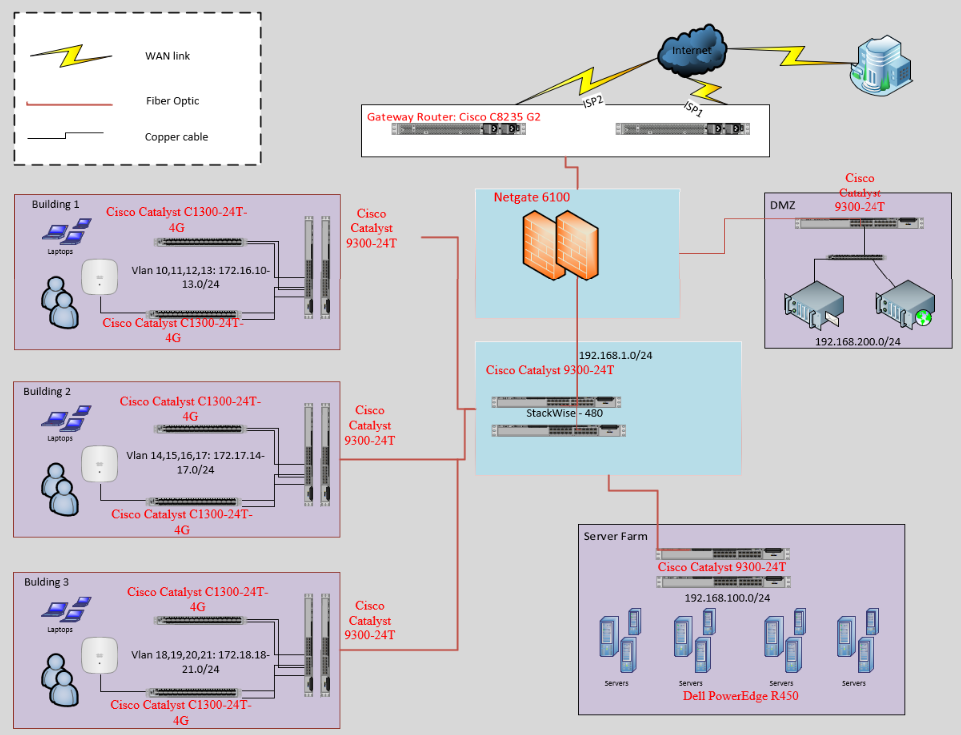 WAN link
Fiber Optic
Copper cable
Internet
ISP2
ISP1
Gateway Router: Cisco C8235 G2
Netgate 6100
Cisco
Catalyst
9300-24T
DMZ
192.168.200.0/24
Building 1
Cisco Catalyst C1300-24T-
4G
Laptops
Vlan 10,11,12,13: 172.16.10-
13.0/24
Cisco Catalyst C1300-24T-
4G
Cisco
Catalyst
9300-24T
192.168.1.0/24
Cisco Catalyst 9300-24T
StackWise - 480
Building 2
Cisco Catalyst C1300-24T-
4G
Laptops
Vlan 14,15,16,17: 172.17.14-
17.0/24
Cisco Catalyst C1300-24T-
4G
Cisco
Catalyst
9300-24T
Bulding 3
Cisco Catalyst C1300-24T-
4G
Laptops
Vlan 18,19,20,21: 172.18.18-
21.0/24
Cisco Catalyst C1300-24T-
4G
Cisco
Catalyst
9300-24T
Server Farm
Cisco Catalyst 9300-24T
192.168.100.0/24
Servers
Servers
Servers
Servers
Dell PowerEdge R450